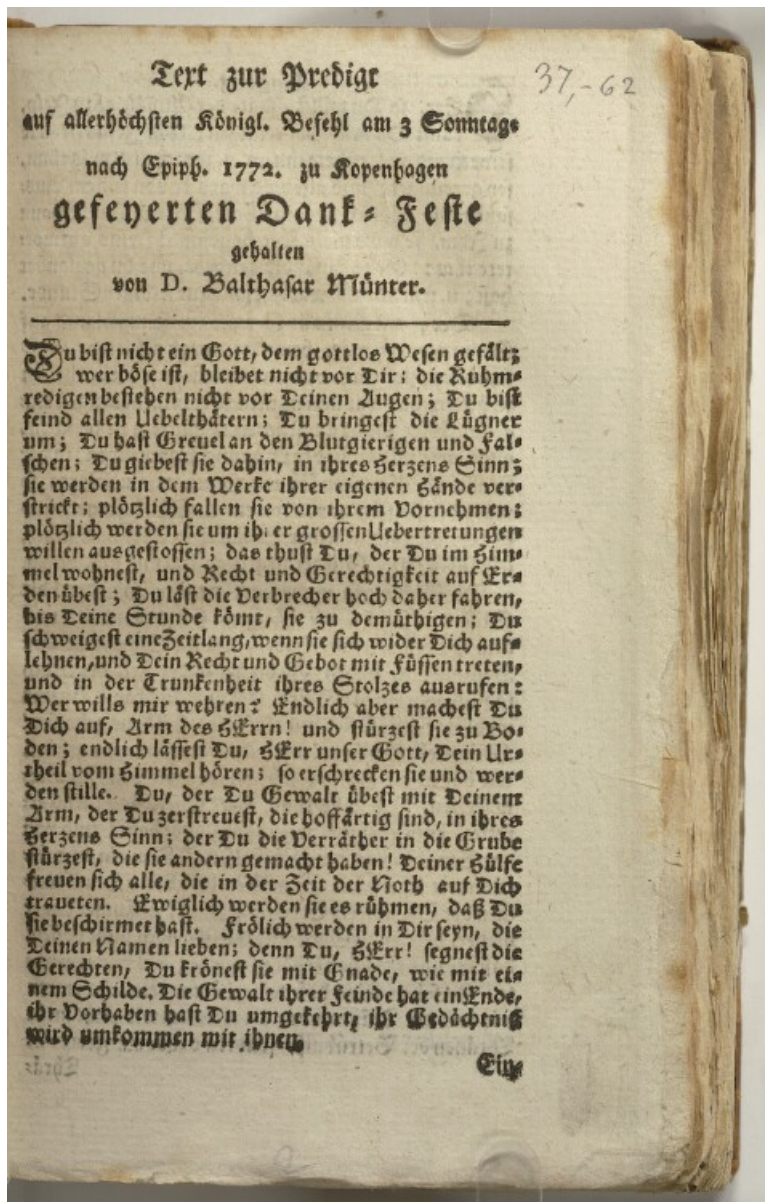 Text zur Predigt
37,-62
auf allerhöchsten Königl. Befehl am 3 Sonntag-
nach Epiph. 1772. zu Kopenhagen
gefeyerten Dank-Feste
gehalten
von D. Balthasar Münter.
Du bist nicht ein Gott, dem gottlos Wesen gefält;
wer böse ist, bleibet nicht vor Dir; die Ruhm-
redigen bestehen nicht vor Deinen Augen; Du bist
feind allen Uebelthätern; Du bringest die Lügner
um; Du hast Greuel an den Blutgierigen und Fal-
schen; Du giebest sie dahin, in ihres Herzens Sinn;
sie werden in dem Werke ihrer eigenen Hände ver-
strickt; plötzlich fallen sie von ihrem Vornehmen;
plötzlich werden sie um ihrer grossen Uebertretungen
willen ausgestossen; das thust Du, der Du im Him-
mel wohnest, und Recht und Gerechtigkeit auf Er-
den übest; Du läst die Verbrecher hoch daher fahren,
bis Deine Stunde kömt, sie zu demüthigen; Du
schweigest eine Zeitlang, wenn sie sich wider Dich auf-
lehnen, und Dein Recht und Gebot mit Füssen treten,
und in der Trunkenheit ihres Stolzes ausrufen:
Wer wills mir wehren? Endlich aber machest Du
Dich auf, Arm des HErrn! und stürzest sie zu Bo-
den; endlich lässest Du, HErr unser Gott, Dein Ur-
theil vom Himmel hören; so erschrecken sie und wer-
den stille. Du, der Du Gewalt übest mit Deinem
Arm, der Du zerstreuest, die hoffärtig sind, in ihres
Herzens Sinn; der Du die Verräther in die Grube
stürzest, die sie andern gemacht haben! Deiner Hülfe
freuen sich alle, die in der Zeit der Noth auf Dich
traueten. Ewiglich werden sie es rühmen, daß Du
sie beschirmet hast. Frölich werden in Dir seyn, die
Deinen Namen lieben; denn Du, HErr! segnest die
Gerechten, Du krönest sie mit Gnade, wie mit ei-
nem Schilde. Die Gewalt ihrer Feinde hat ein Ende,
ihr Vorhaben hast Du umgekehrt, ihr Gedächtniß
wird umkommen mit ihnen.
Ein-